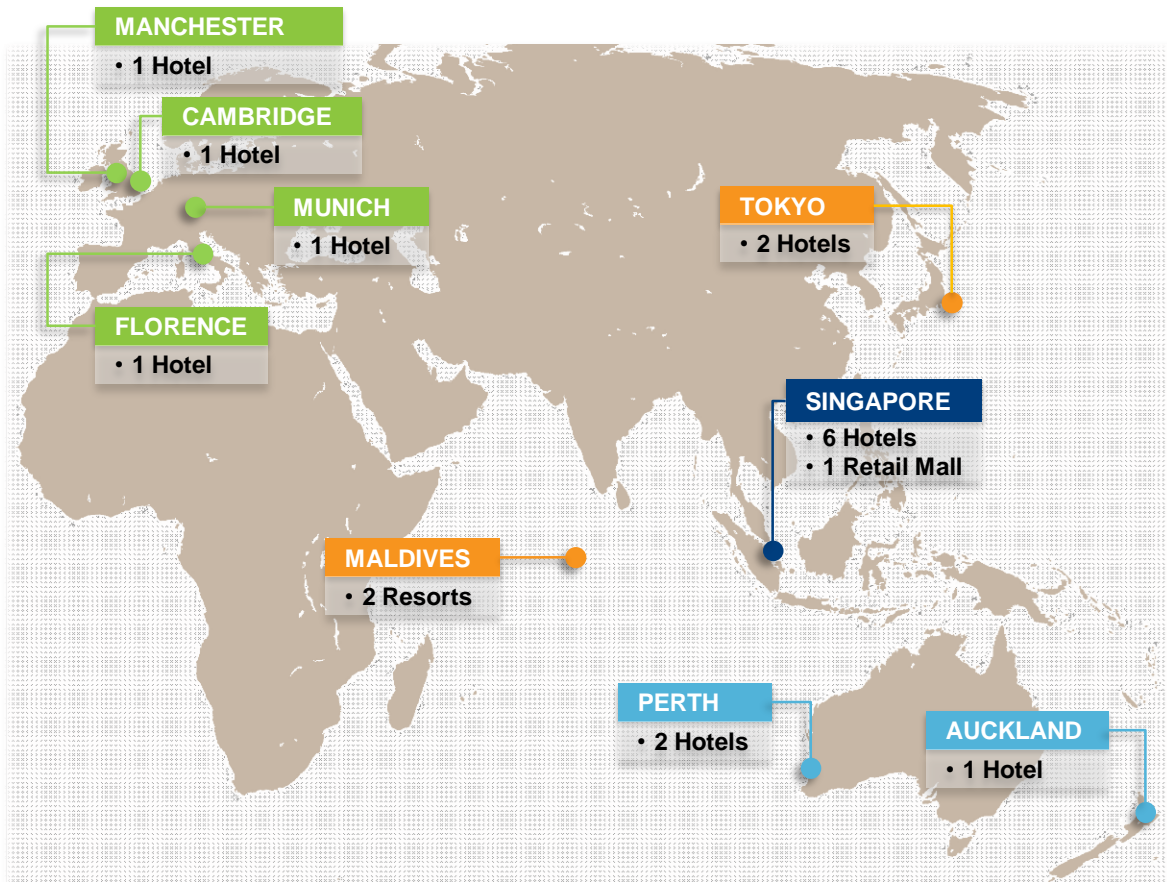 MANCHESTER
• 1 Hotel
CAMBRIDGE
• 1 Hotel
MUNICH
• 1 Hotel
FLORENCE
• 1 Hotel
TOKYO
• 2 Hotels
SINGAPORE
• 6 Hotels
• 1 Retail Mall
MALDIVES
• 2 Resorts
PERTH
• 2 Hotels
AUCKLAND
• 1 Hotel